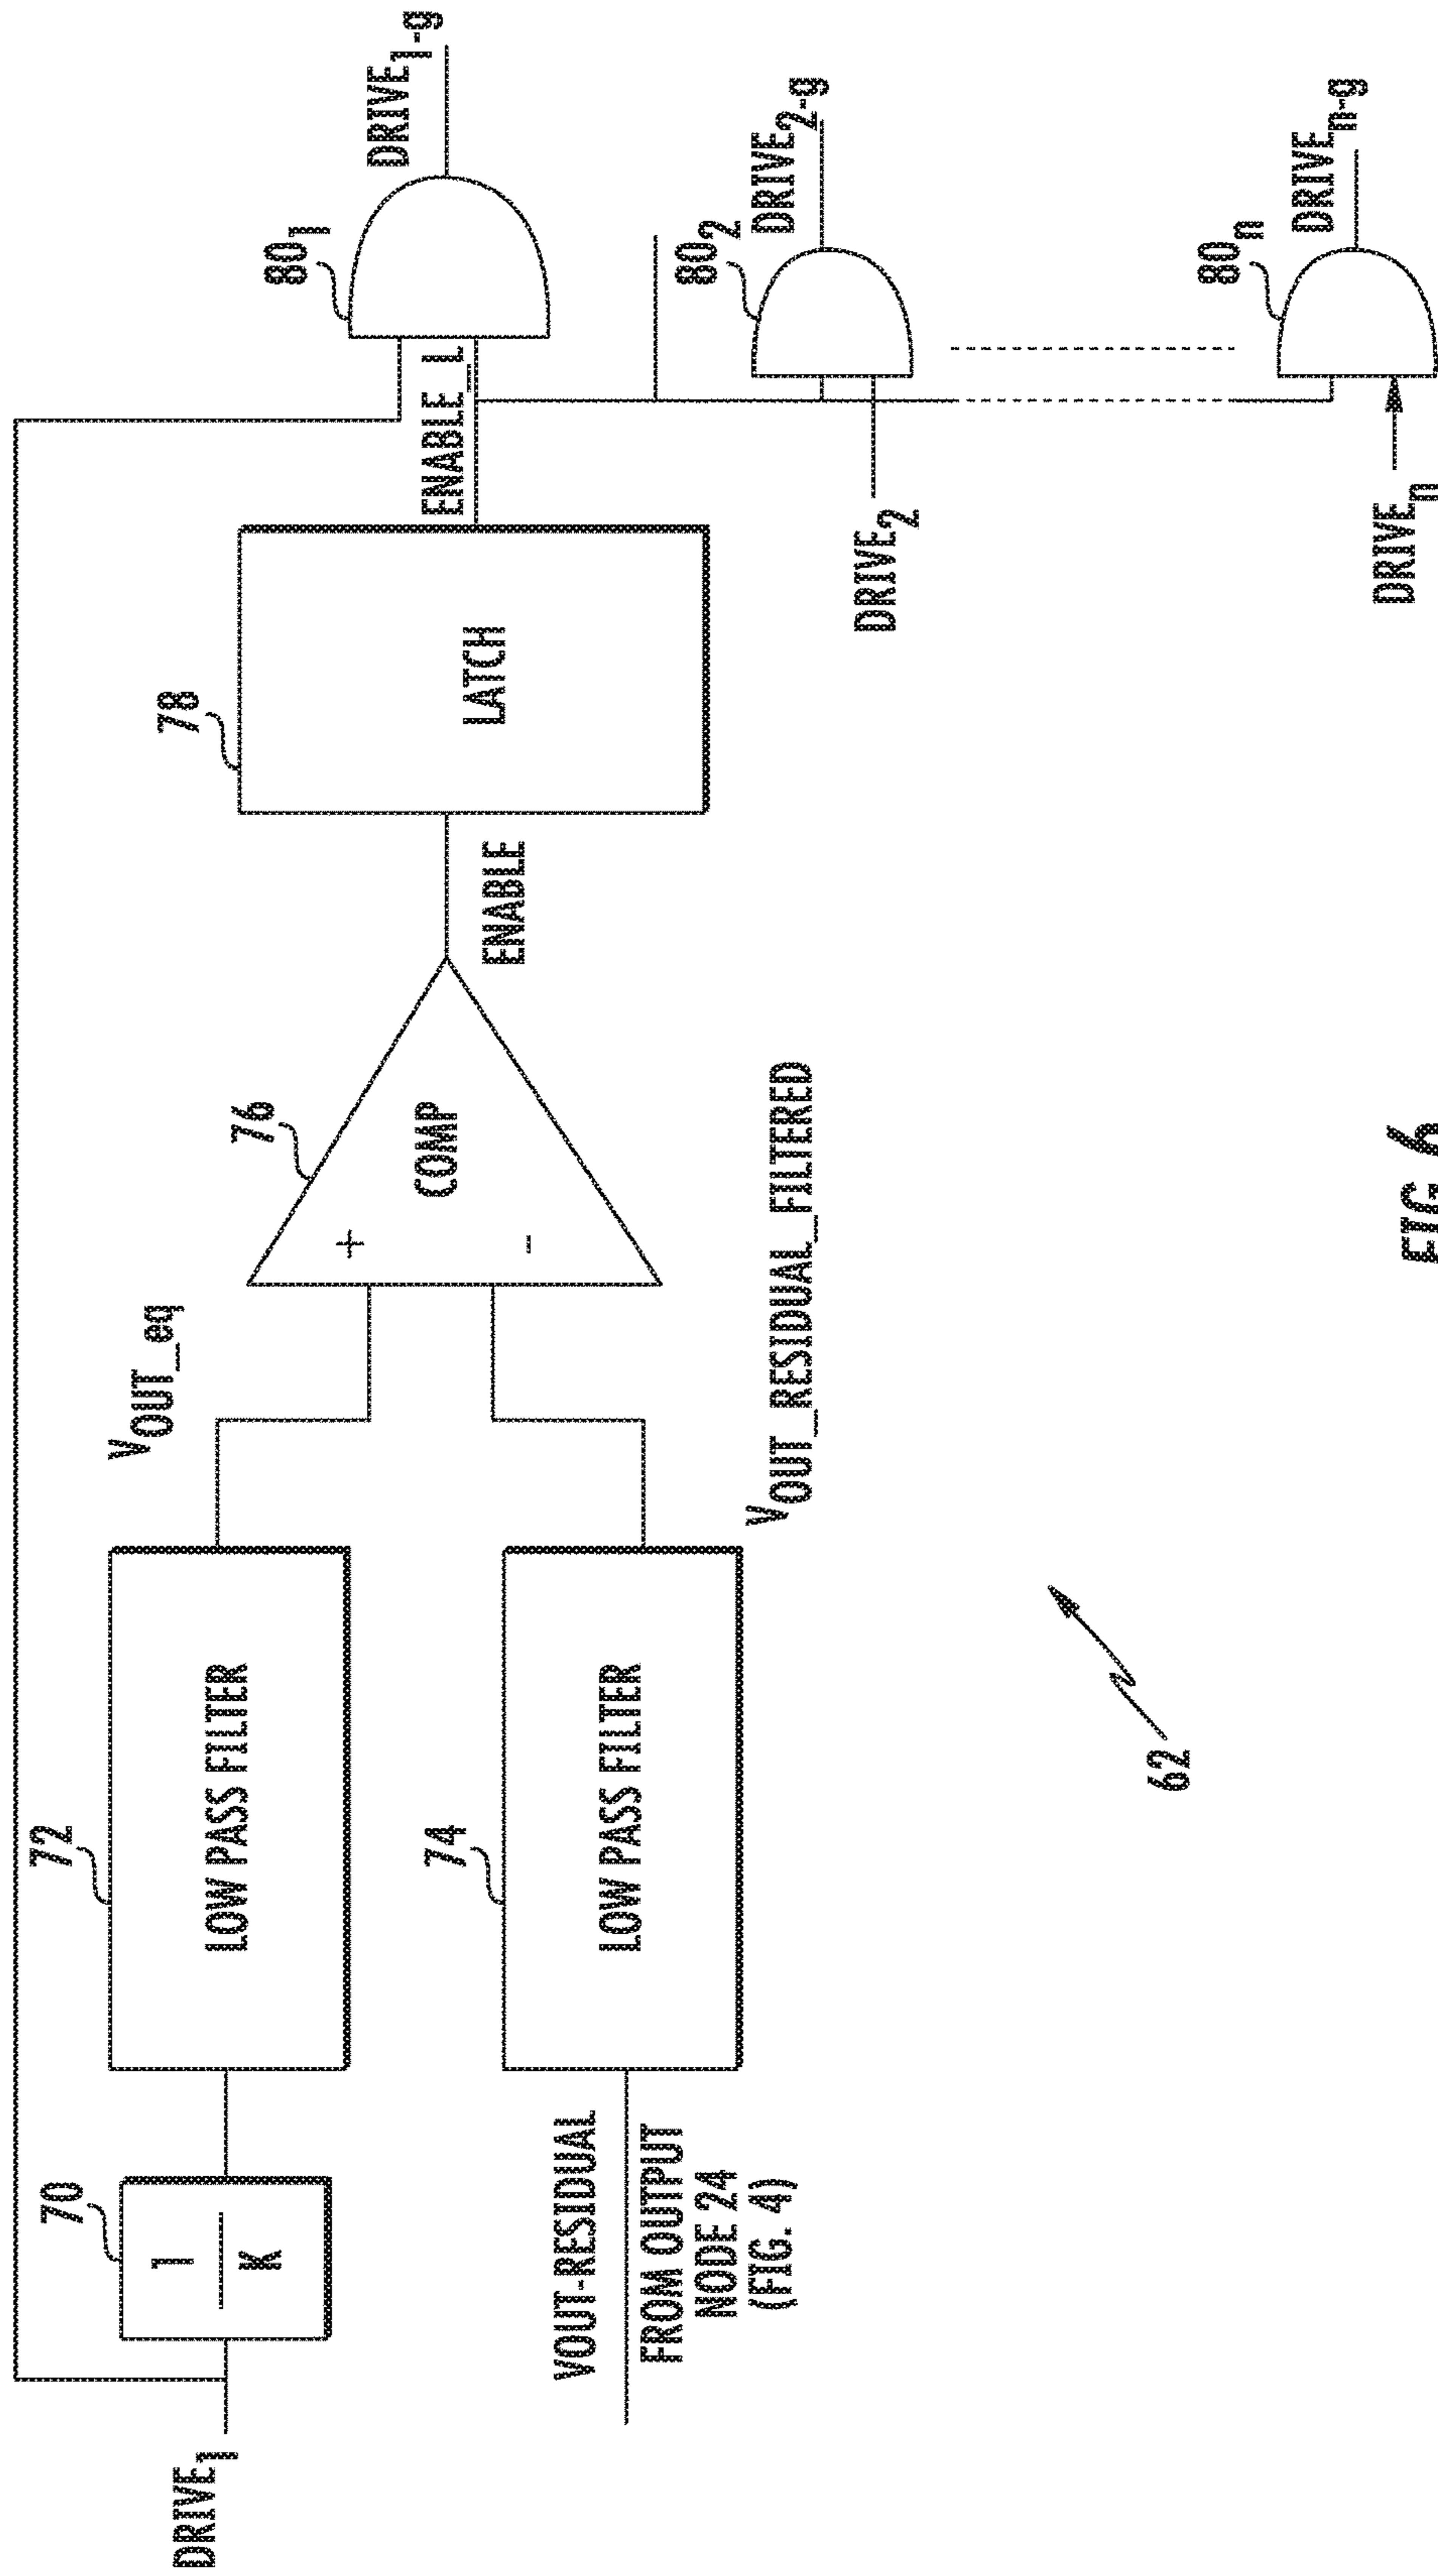 DRIVE1
70
1
K
72
LOW PASS FILTER
VOUT_eq
VOUT-RESIDUAL
FROM OUTPUT
NODE 24
(FIG. 4)
74
LOW PASS FILTER
VOUT_RESIDUAL_FILTERED
76
+
-
COMP
ENABLE
78
LATCH
ENABLE_L
801
DRIVE1-g
802
DRIVE2-g
DRIVE2
80n
DRIVEn-g
DRIVEn
62
FIG. 6